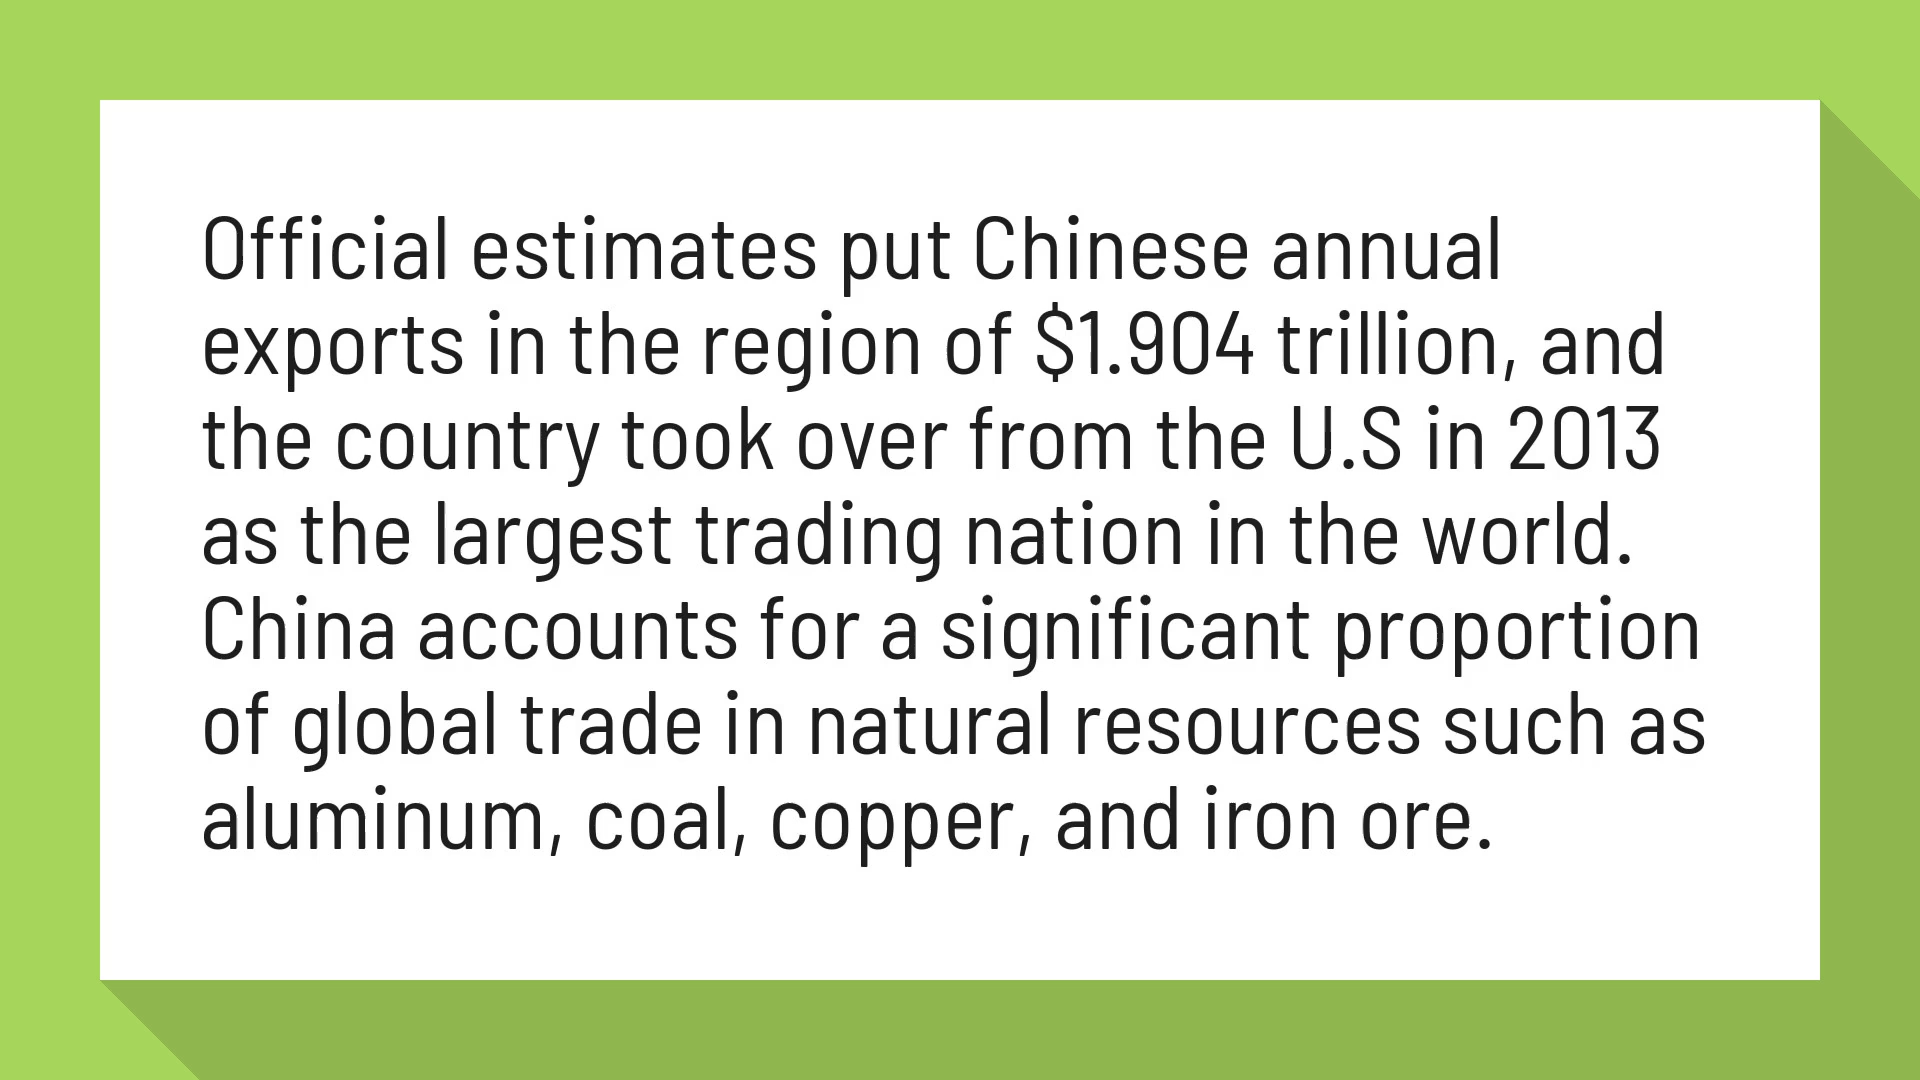 Official estimates put Chinese annual
exports in the region of $1.904 trillion, and
the country took over from the U.S in 2013
as the largest trading nation in the world.
China accounts for a significant proportion
of global trade in natural resources such as
aluminum, coal, copper, and iron ore.